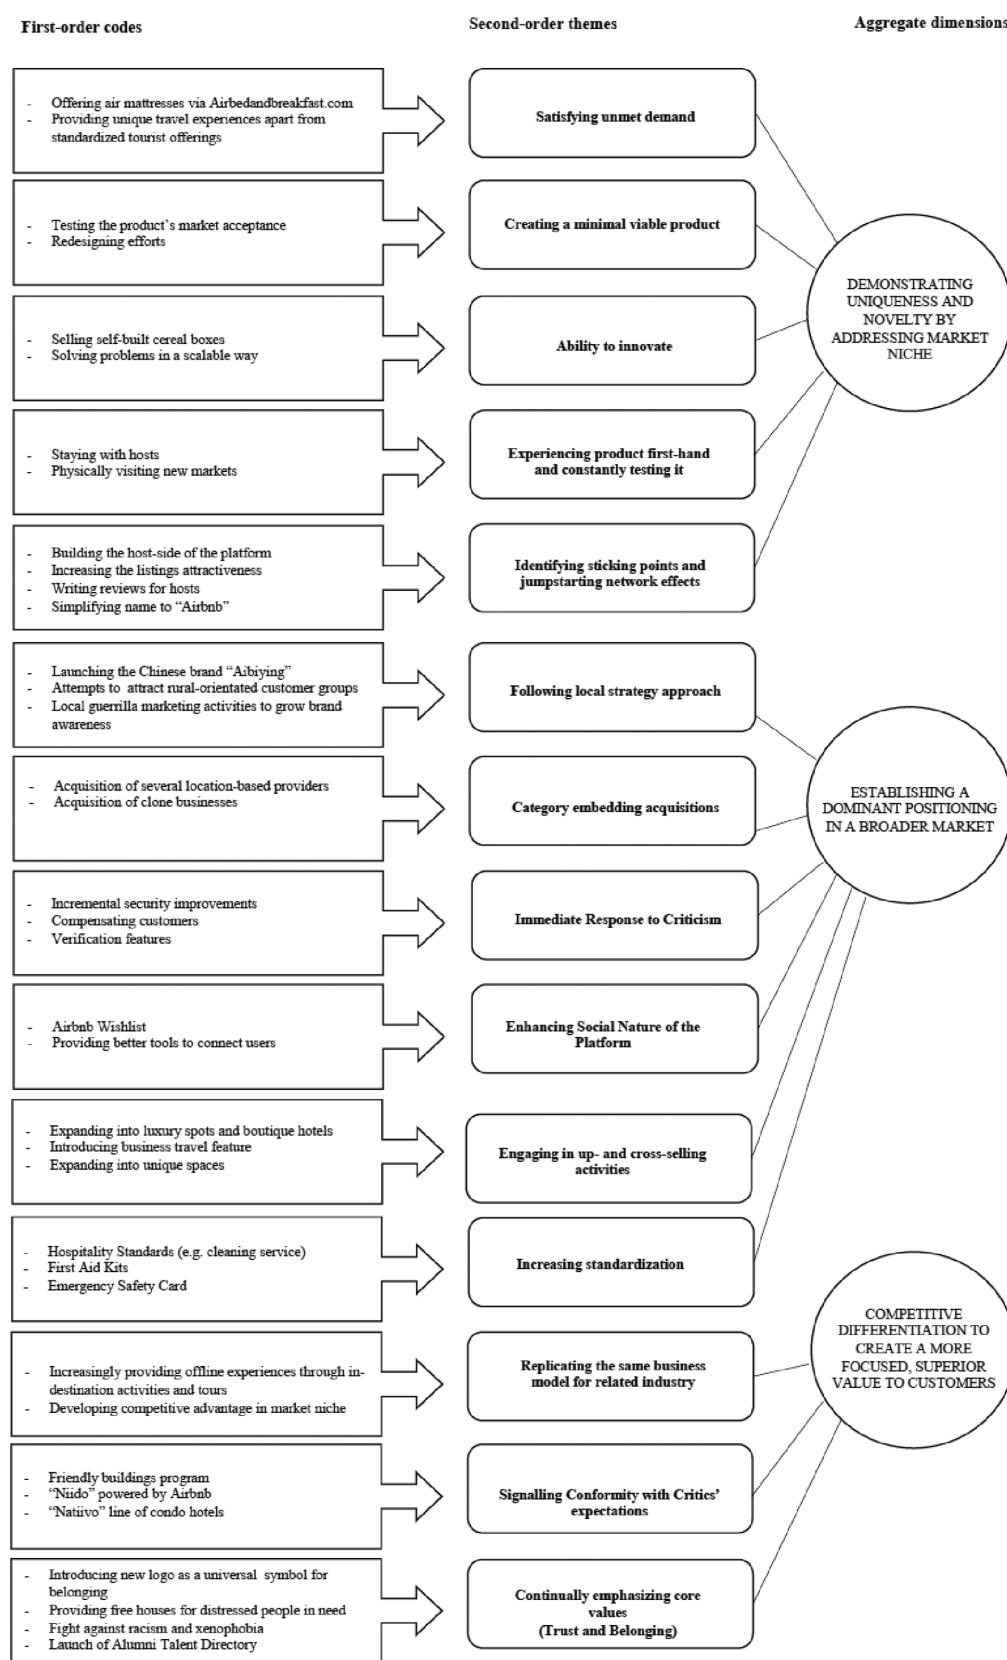 First-order codes
Second-order themes
Aggregate dimensions
- Offering air mattresses via Airbedandbreakfast.com
- Providing unique travel experiences apart from
standardized tourist offerings
Satisfying unmet demand
- Testing the product's market acceptance
- Redesigning efforts
Creating a minimal viable product
- Selling self-built cereal boxes
- Solving problems in a scalable way
Ability to innovate
- Staying with hosts
- Physically visiting new markets
Experiencing product first-hand
and constantly testing it
- Building the host-side of the platform
- Increasing the listings attractiveness
- Writing reviews for hosts
- Simplifying name to “Airbnb”
Identifying sticking points and
jumpstarting network effects
DEMONSTRATING
UNIQUENESS AND
NOVELTY BY
ADDRESSING MARKET
NICHE
- Launching the Chinese brand “Aibiying”
- Attempts to attract rural-orientated customer groups
- Local guerrilla marketing activities to grow brand
awareness
Following local strategy approach
- Acquisition of several location-based providers
- Acquisition of clone businesses
Category embedding acquisitions
- Incremental security improvements
- Compensating customers
- Verification features
Immediate Response to Criticism
- Airbnb Wishlist
- Providing better tools to connect users
Enhancing Social Nature of the
Platform
- Expanding into luxury spots and boutique hotels
- Introducing business travel feature
- Expanding into unique spaces
Engaging in up- and cross-selling
activities
- Hospitality Standards (e.g. cleaning service)
- First Aid Kits
- Emergency Safety Card
Increasing standardization
ESTABLISHING A
DOMINANT POSITIONING
IN A BROADER MARKET
- Increasingly providing offline experiences through in-
destination activities and tours
- Developing competitive advantage in market niche
Replicating the same business
model for related industry
- Friendly buildings program
- “Niido” powered by Airbnb
- “Natiivo” line of condo hotels
Signalling Conformity with Critics’
expectations
- Introducing new logo as a universal symbol for
belonging
- Providing free houses for distressed people in need
- Fight against racism and xenophobia
- Launch of Alumni Talent Directory
Continually emphasizing core
values
(Trust and Belonging)
COMPETITIVE
DIFFERENTIATION TO
CREATE A MORE
FOCUSED, SUPERIOR
VALUE TO CUSTOMERS